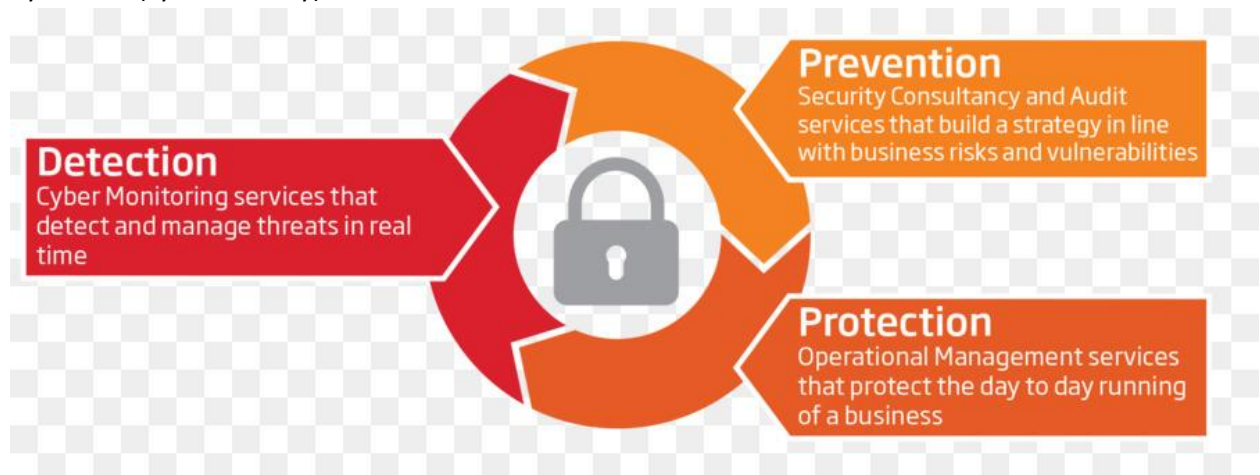 Detection
Cyber Monitoring services that
detect and manage threats in real
time
Prevention
Security Consultancy and Audit
services that build a strategy in line
with business risks and vulnerabilities
Protection
Operational Management services
that protect the day to day running
of a business